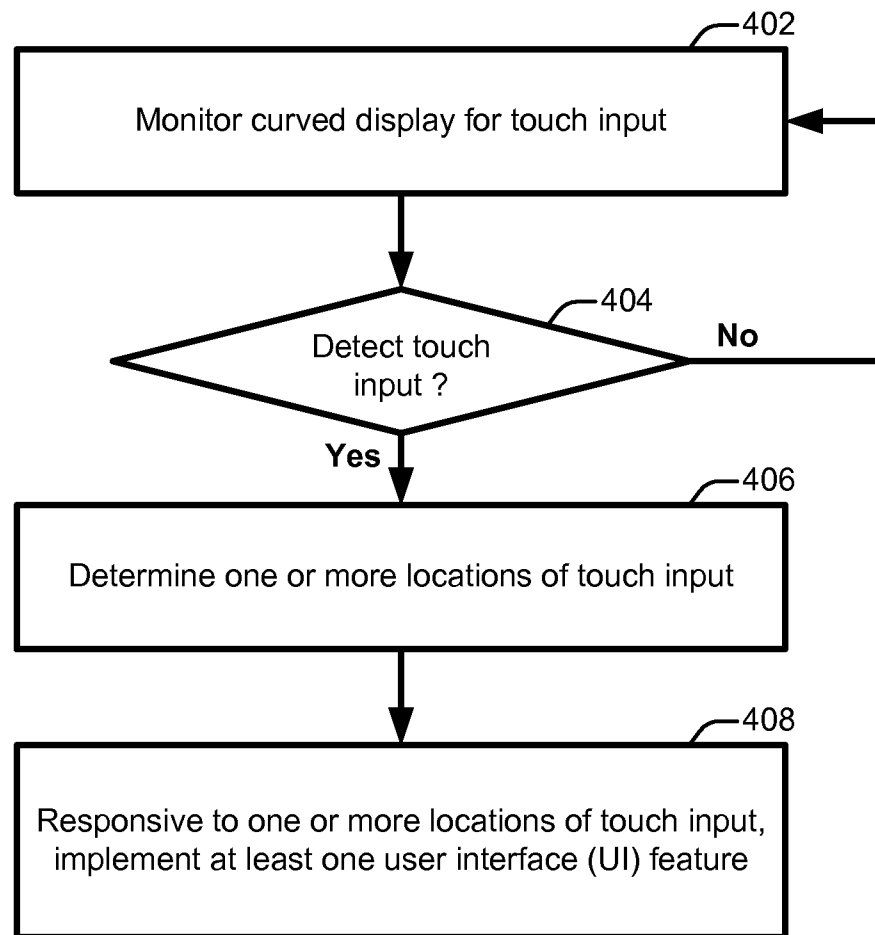 402
Monitor curved display for touch input
404
Detect touch
input ?
No
Yes
406
Determine one or more locations of touch input
408
Responsive to one or more locations of touch input,
implement at least one user interface (UI) feature